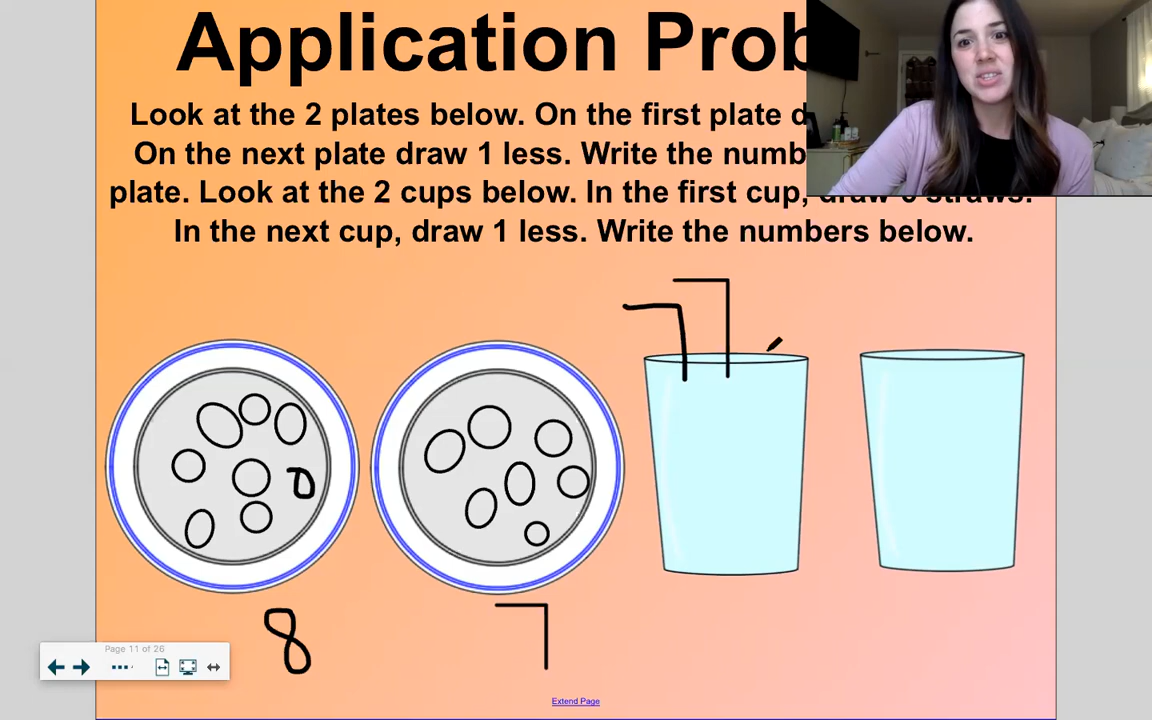 Application
Look at the 2 plates below. On the first plate
On the next plate draw 1 less. Write the
plate. Look at the 2 cups below. In the first cup, draw straws.
In the next cup, draw 1 less. Write the numbers below.
8
7
Page 11 of 26
Extend Page